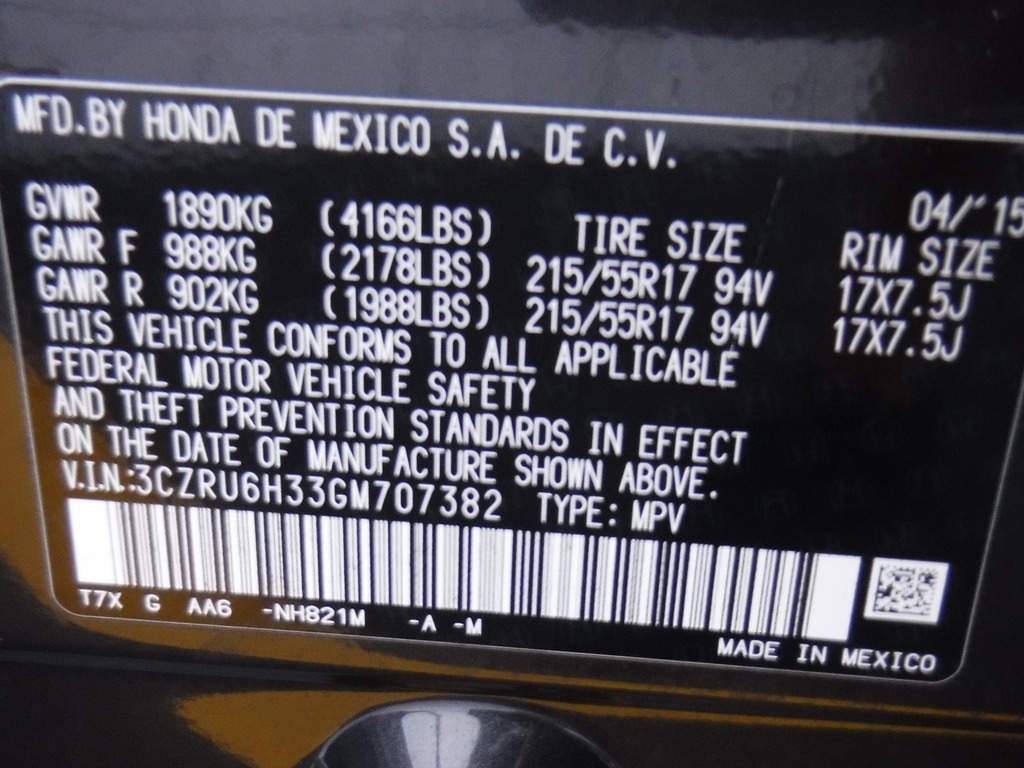 MFD.BY HONDA DE MEXICO S.A. DE C.V.
04/'15
GVWR 1890KG (4166LBS) TIRE SIZE RIM SIZE
GAWR F 988KG (2178LBS) 215/55R17 94V 17X7.5J
GAWR R 902KG (1988LBS) 215/55R17 94V 17X7.5J
THIS VEHICLE CONFORMS TO ALL APPLICABLE
FEDERAL MOTOR VEHICLE SAFETY
AND THEFT PREVENTION STANDARDS IN EFFECT
ON THE DATE OF MANUFACTURE SHOWN ABOVE.
V.I.N.:3CZRU6H33GM707382 TYPE: MPV
T7X G AA6 -NH821M -A -M
MADE IN MEXICO